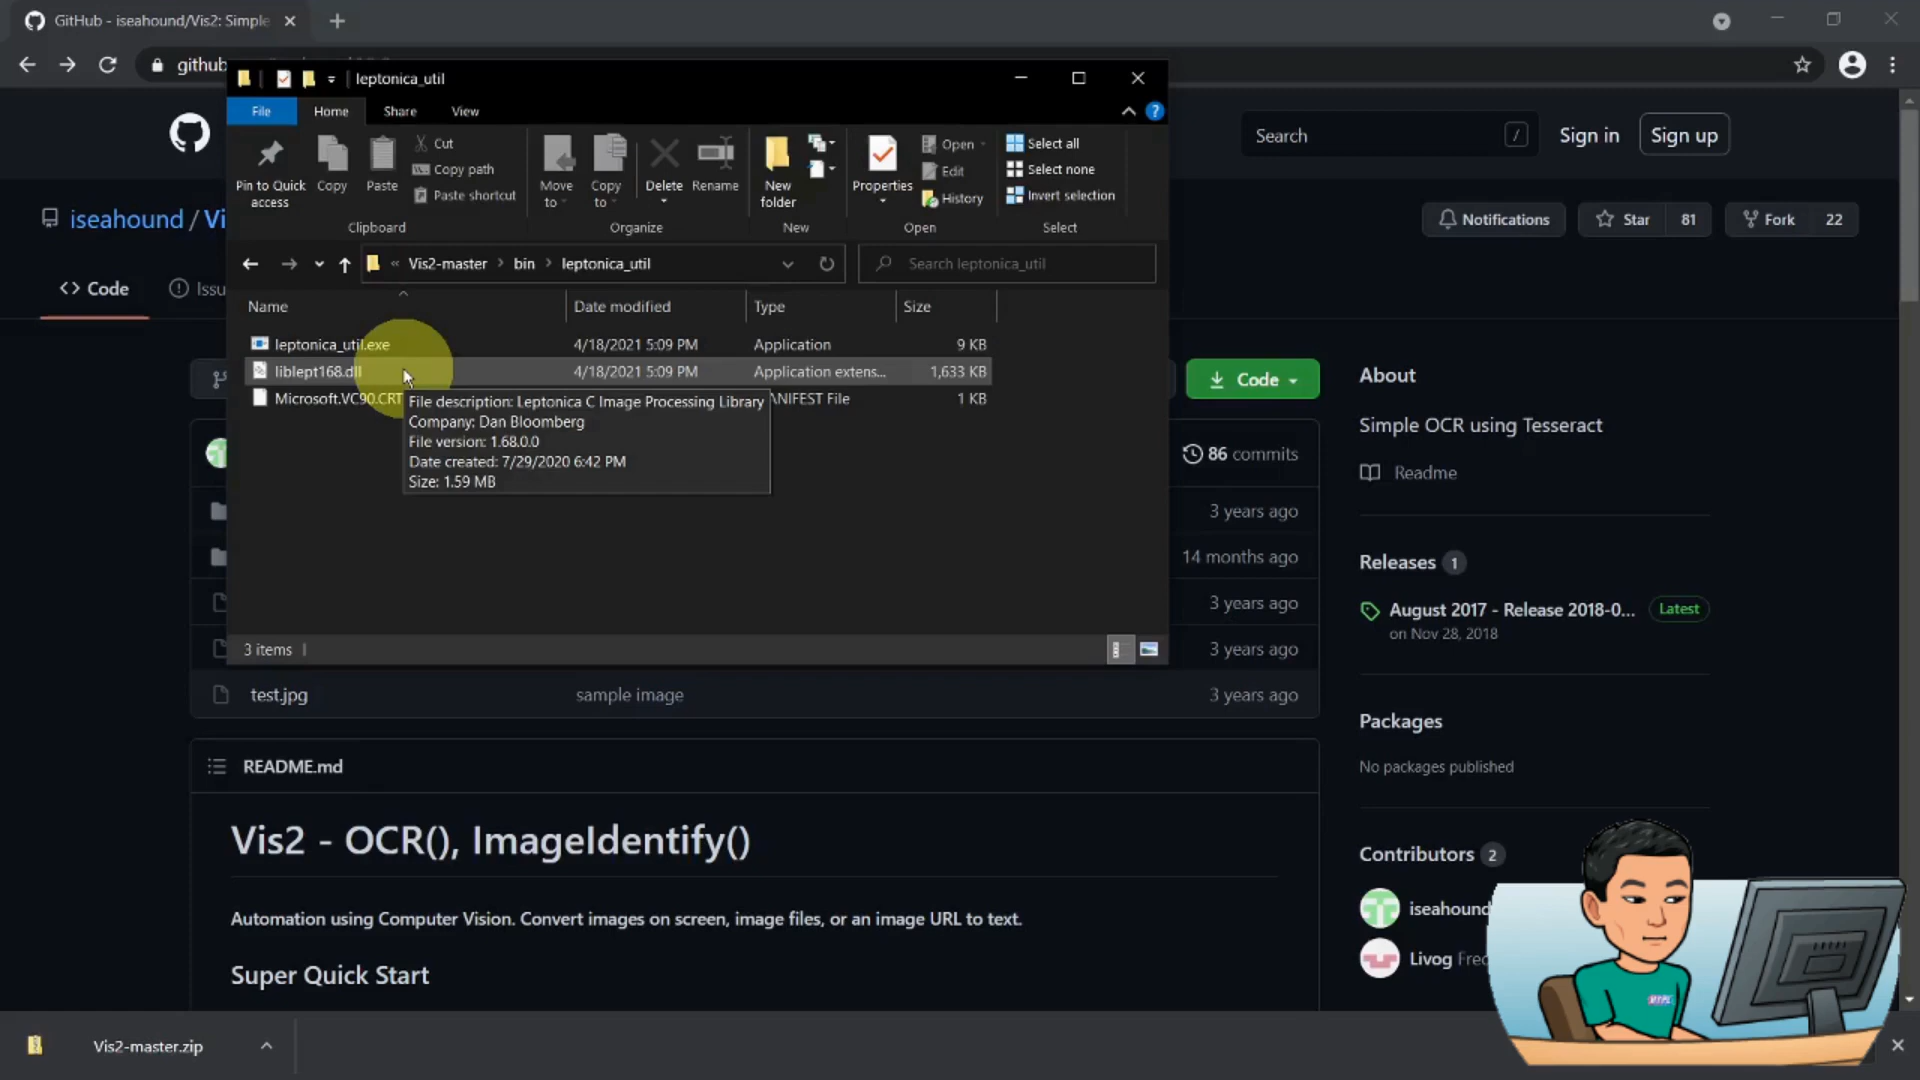 GitHub - iseahound/Vis2: Simple
github
leptonica_util
File Home Share View
Search /
Sign in
Sign up
Pin to Quick access
Copy
Paste
Cut
Copy path
Paste shortcut
Move to
Copy to
Delete
Rename
New folder
Properties
Open
Edit
History
Select all
Select none
Invert selection
Clipboard Organize New Open Select
iseahound / Vi
Notifications
Star 81
Fork 22
« Vis2-master > bin > leptonica_util
Search leptonica_util
Code
Issu
Name Date modified Type Size
leptonica_util.exe 4/18/2021 5:09 PM Application 9 KB
liblept168.dll 4/18/2021 5:09 PM Application extens... 1,633 KB
Microsoft.VC90.CRT ANIFEST File 1 KB
File description: Leptonica C Image Processing Library
Company: Dan Bloomberg
File version: 1.68.0.0
Date created: 7/29/2020 6:42 PM
Size: 1.59 MB
3 items
Code
86 commits
3 years ago
14 months ago
3 years ago
3 years ago
test.jpg sample image 3 years ago
About
Simple OCR using Tesseract
Readme
Releases 1
August 2017 - Release 2018-0... Latest
on Nov 28, 2018
Packages
No packages published
Contributors 2
iseahound
Livog Fred
README.md
Vis2 - OCR(), ImageIdentify()
Automation using Computer Vision. Convert images on screen, image files, or an image URL to text.
Super Quick Start
Vis2-master.zip